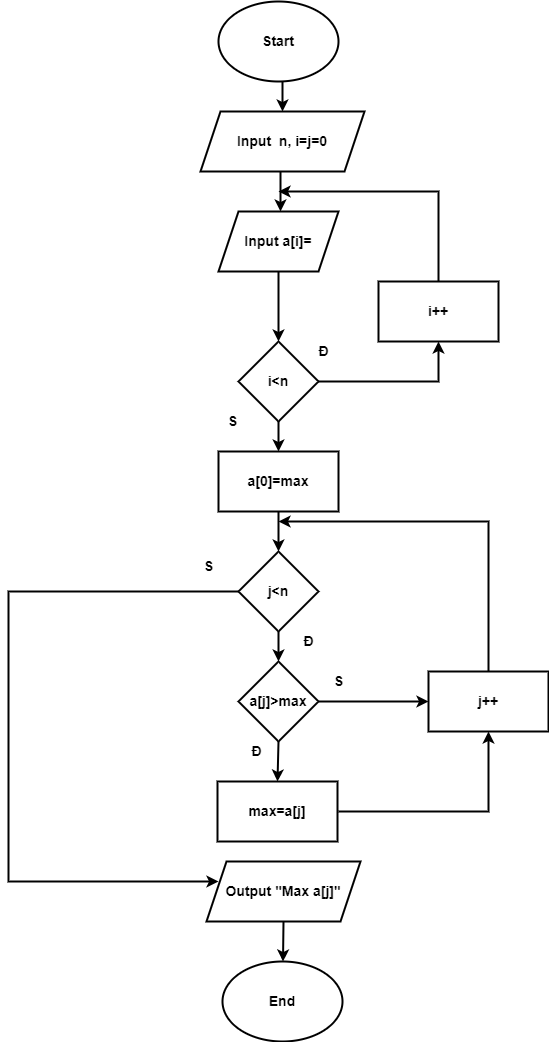 Start
Input n, i=j=0
Input a[i]=
i++
Đ
i<n
S
a[0]=max
S
j<n
Đ
a[j]>max
S
j++
Đ
max=a[j]
Output "Max a[j]"
End